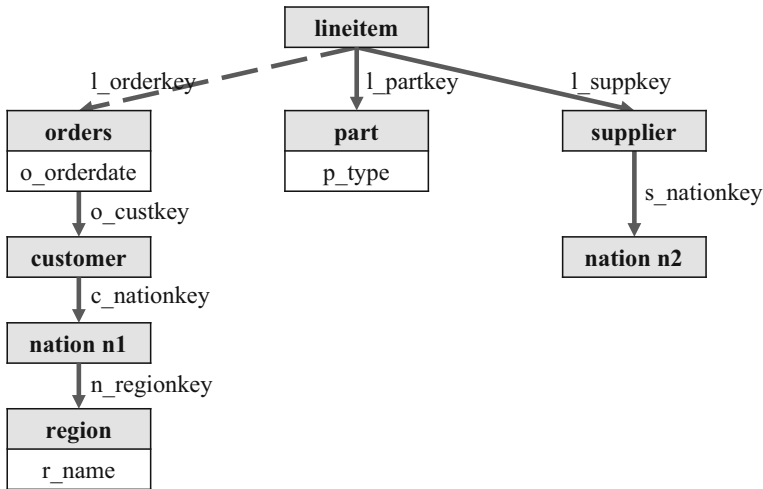 lineitem
l_orderkey
l_partkey
l_suppkey
orders
part
supplier
o_orderdate
p_type
o_custkey
s_nationkey
customer
nation n2
c_nationkey
nation n1
n_regionkey
region
r_name